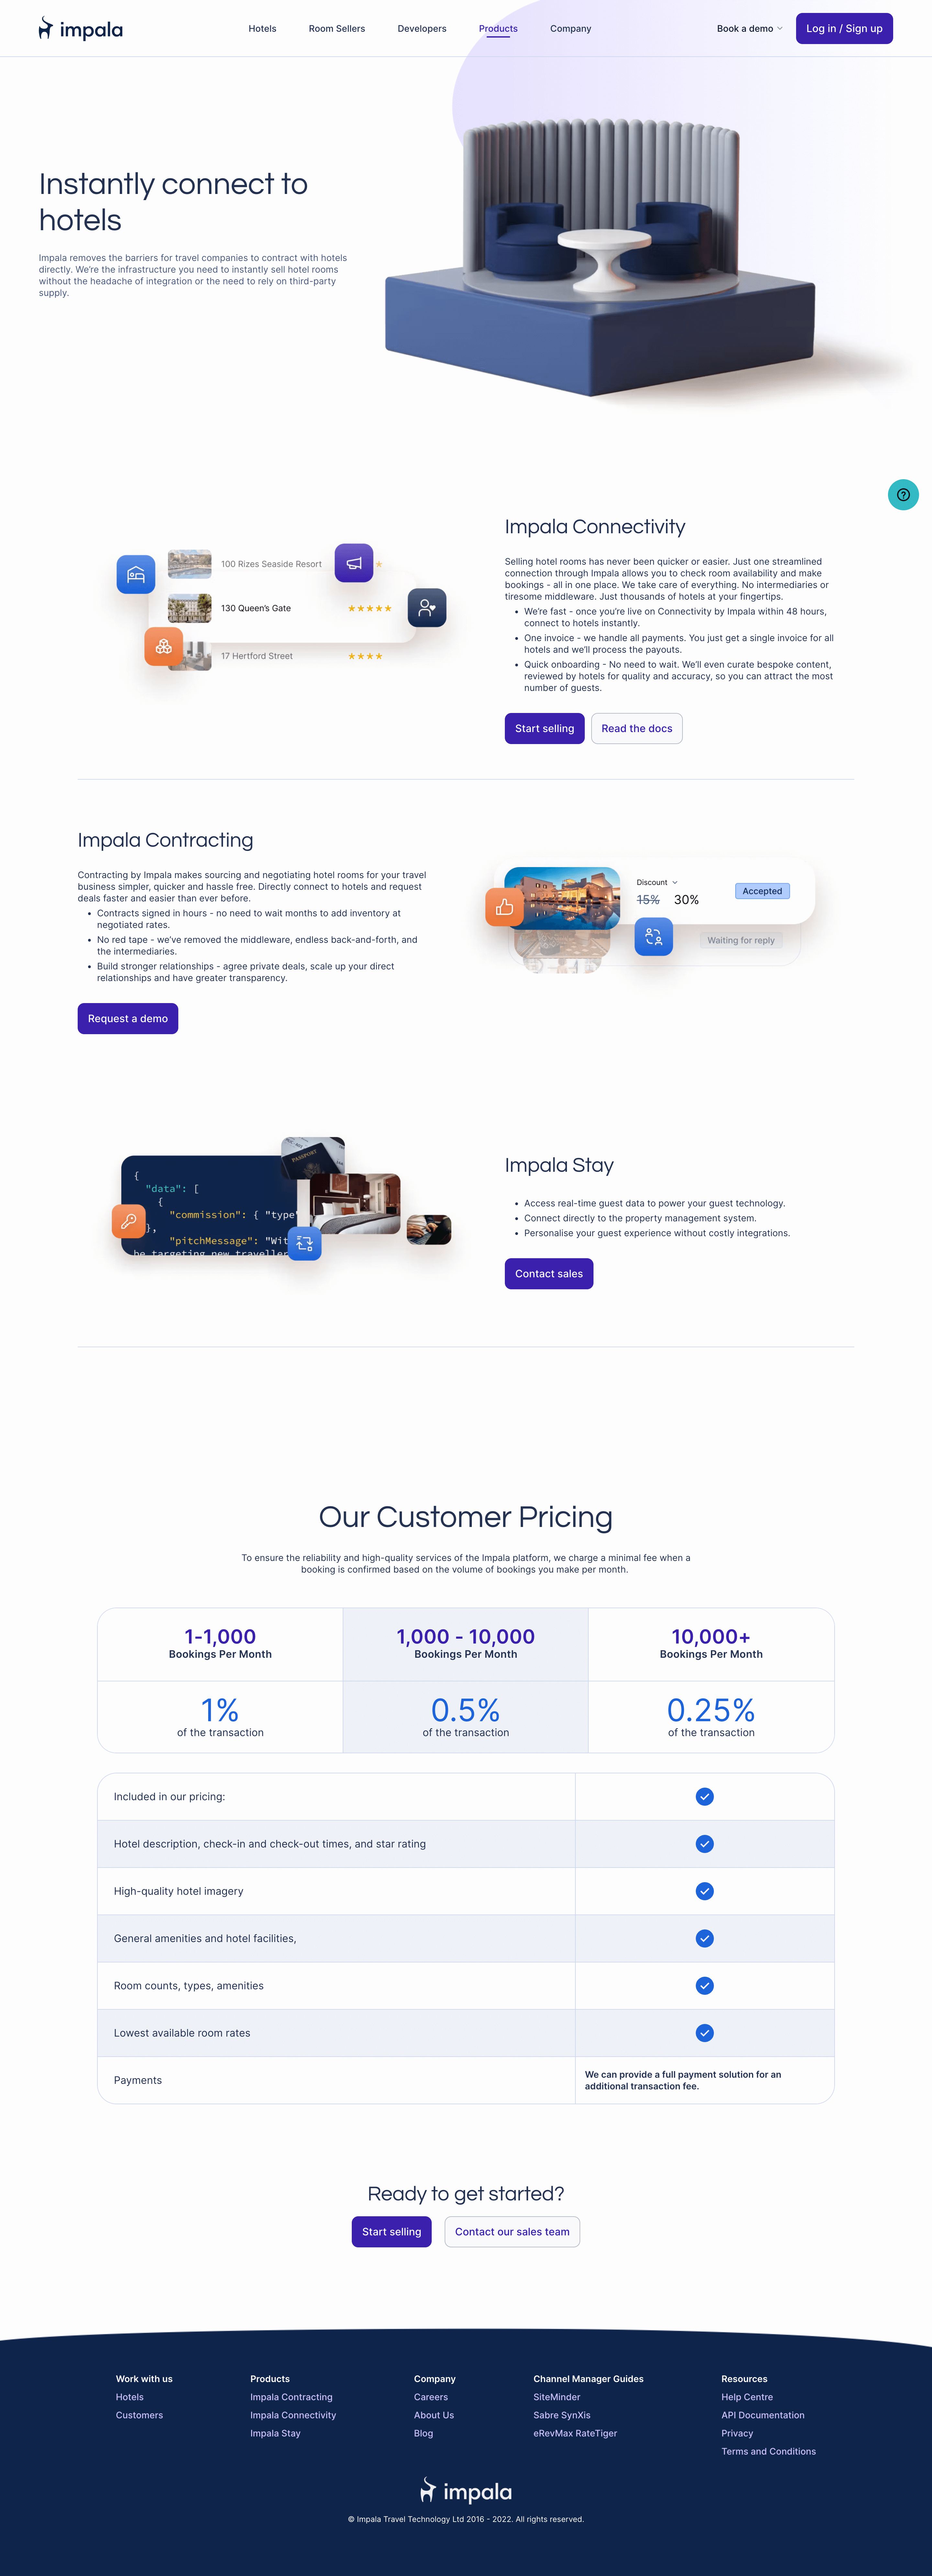 impala
Hotels
Room Sellers
Developers
Products
Company
Book a demo
Log in / Sign up
Instantly connect to
hotels
Impala removes the barriers for travel companies to contract with hotels
directly. We're the infrastructure you need to instantly sell hotel rooms
without the headache of integration or the need to rely on third-party
supply.
100 Rizes Seaside Resort
130 Queen's Gate
17 Hertford Street
Impala Connectivity
Selling hotel rooms has never been quicker or easier. Just one streamlined
connection through Impala allows you to check room availability and make
bookings - all in one place. We take care of everything. No intermediaries or
tiresome middleware. Just thousands of hotels at your fingertips.
We're fast - once you're live on Connectivity by Impala within 48 hours,
connect to hotels instantly.
One invoice - we handle all payments. You just get a single invoice for all
hotels and we'll process the payouts.
Quick onboarding - No need to wait. We'll even curate bespoke content,
reviewed by hotels for quality and accuracy, so you can attract the most
number of guests.
Start selling
Read the docs
Impala Contracting
Contracting by Impala makes sourcing and negotiating hotel rooms for your travel
business simpler, quicker and hassle free. Directly connect to hotels and request
deals faster and easier than ever before.
Contracts signed in hours - no need to wait months to add inventory at
negotiated rates.
No red tape - we've removed the middleware, endless back-and-forth, and
the intermediaries.
Build stronger relationships - agree private deals, scale up your direct
relationships and have greater transparency.
Request a demo
Discount
15% 30%
Accepted
Waiting for reply
{
"data": [
{
"commission": { "type"
},
"pitchMessage": "Wit
be targeting new travelle
PASSPORT
Impala Stay
Access real-time guest data to power your guest technology.
Connect directly to the property management system.
Personalise your guest experience without costly integrations.
Contact sales
Our Customer Pricing
To ensure the reliability and high-quality services of the Impala platform, we charge a minimal fee when a
booking is confirmed based on the volume of bookings you make per month.
1-1,000
Bookings Per Month
1,000 - 10,000
Bookings Per Month
10,000+
Bookings Per Month
1%
of the transaction
0.5%
of the transaction
0.25%
of the transaction
Included in our pricing:
Hotel description, check-in and check-out times, and star rating
High-quality hotel imagery
General amenities and hotel facilities,
Room counts, types, amenities
Lowest available room rates
Payments
We can provide a full payment solution for an
additional transaction fee.
Ready to get started?
Start selling
Contact our sales team
Work with us
Hotels
Customers
Products
Impala Contracting
Impala Connectivity
Impala Stay
Company
Careers
About Us
Blog
Channel Manager Guides
SiteMinder
Sabre SynXis
eRevMax RateTiger
Resources
Help Centre
API Documentation
Privacy
Terms and Conditions
impala
© Impala Travel Technology Ltd 2016 - 2022. All rights reserved.